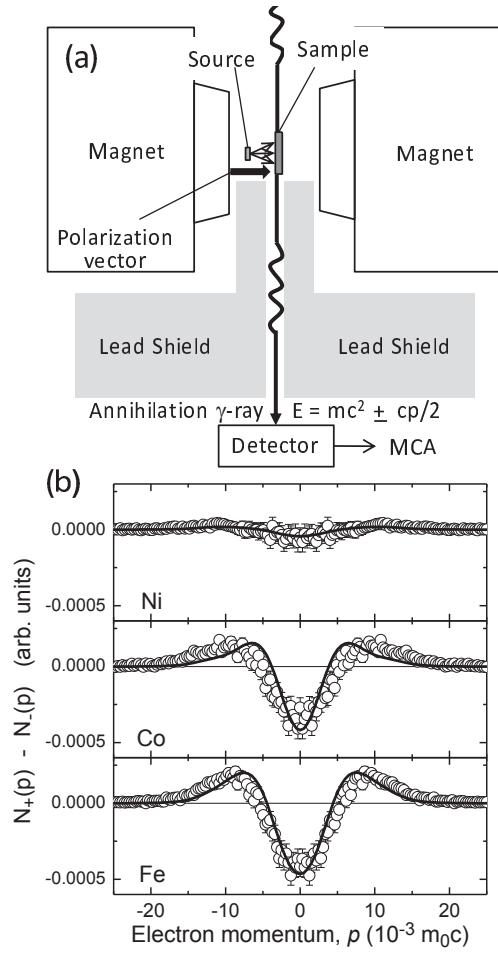 (a)
Source
Sample
Magnet
Magnet
Polarization
vector
Lead Shield
Lead Shield
Annihilation γ-ray
E = mc² ± cp/2
Detector
MCA
(b)
N₊(p) - N₋(p) (arb. units)
0.0000
-0.0005
Ni
0.0000
-0.0005
Co
0.0000
-0.0005
Fe
-20 -10 0 10 20
Electron momentum, p (10⁻³ m₀c)